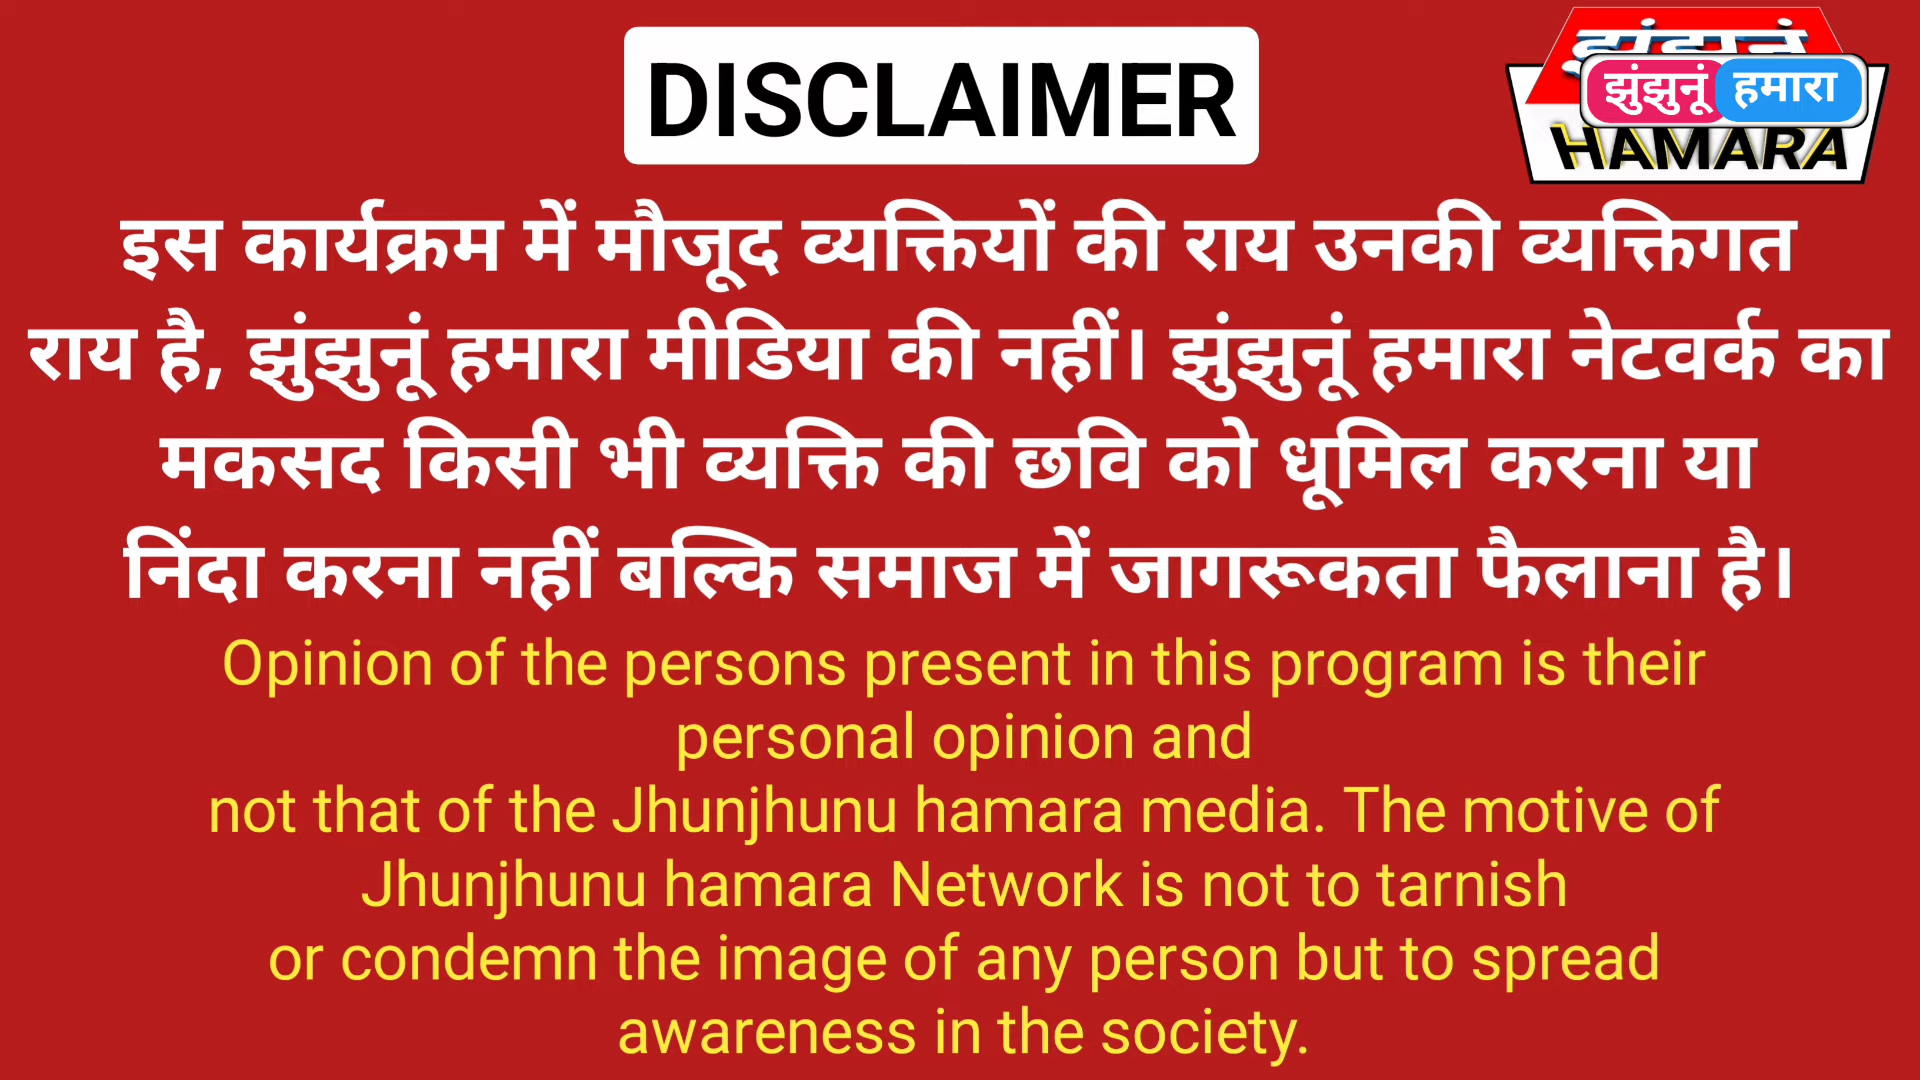 DISCLAIMER
झुंझुनूं हमारा
HAMARA
इस कार्यक्रम में मौजूद व्यक्तियों की राय उनकी व्यक्तिगत
राय है, झुंझुनूं हमारा मीडिया की नहीं। झुंझुनूं हमारा नेटवर्क का
मकसद किसी भी व्यक्ति की छवि को धूमिल करना या
निंदा करना नहीं बल्कि समाज में जागरूकता फैलाना है।
Opinion of the persons present in this program is their
personal opinion and
not that of the Jhunjhunu hamara media. The motive of
Jhunjhunu hamara Network is not to tarnish
or condemn the image of any person but to spread
awareness in the society.